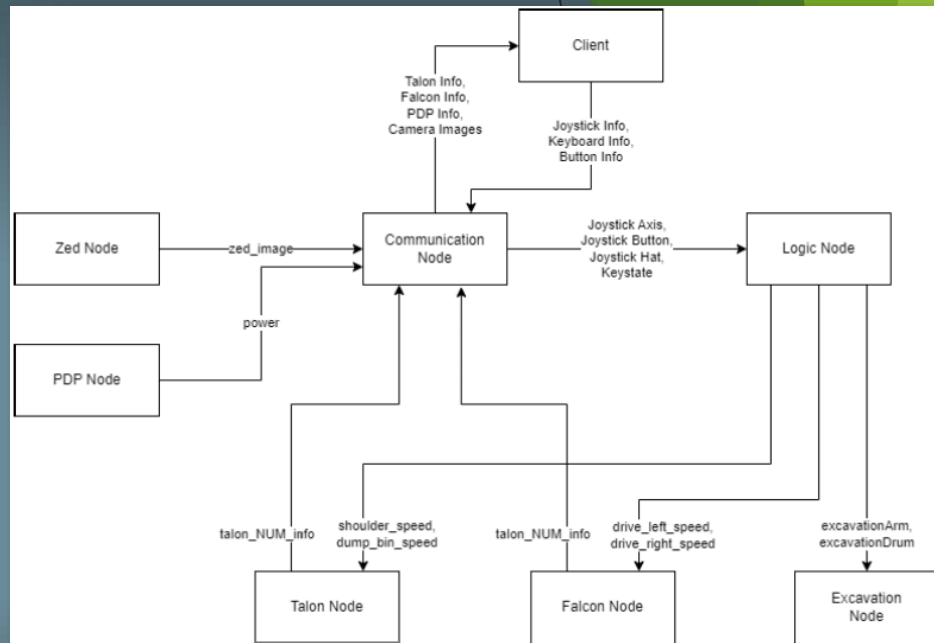 Client
Talon Info,
Falcon Info,
PDP Info,
Camera Images
Joystick Info,
Keyboard Info,
Button Info
Zed Node
zed_image
Communication
Node
Joystick Axis,
Joystick Button,
Joystick Hat,
Keystate
Logic Node
power
PDP Node
talon_NUM_info
shoulder_speed,
dump_bin_speed
talon_NUM_info
drive_left_speed,
drive_right_speed
excavationArm,
excavationDrum
Talon Node
Falcon Node
Excavation
Node